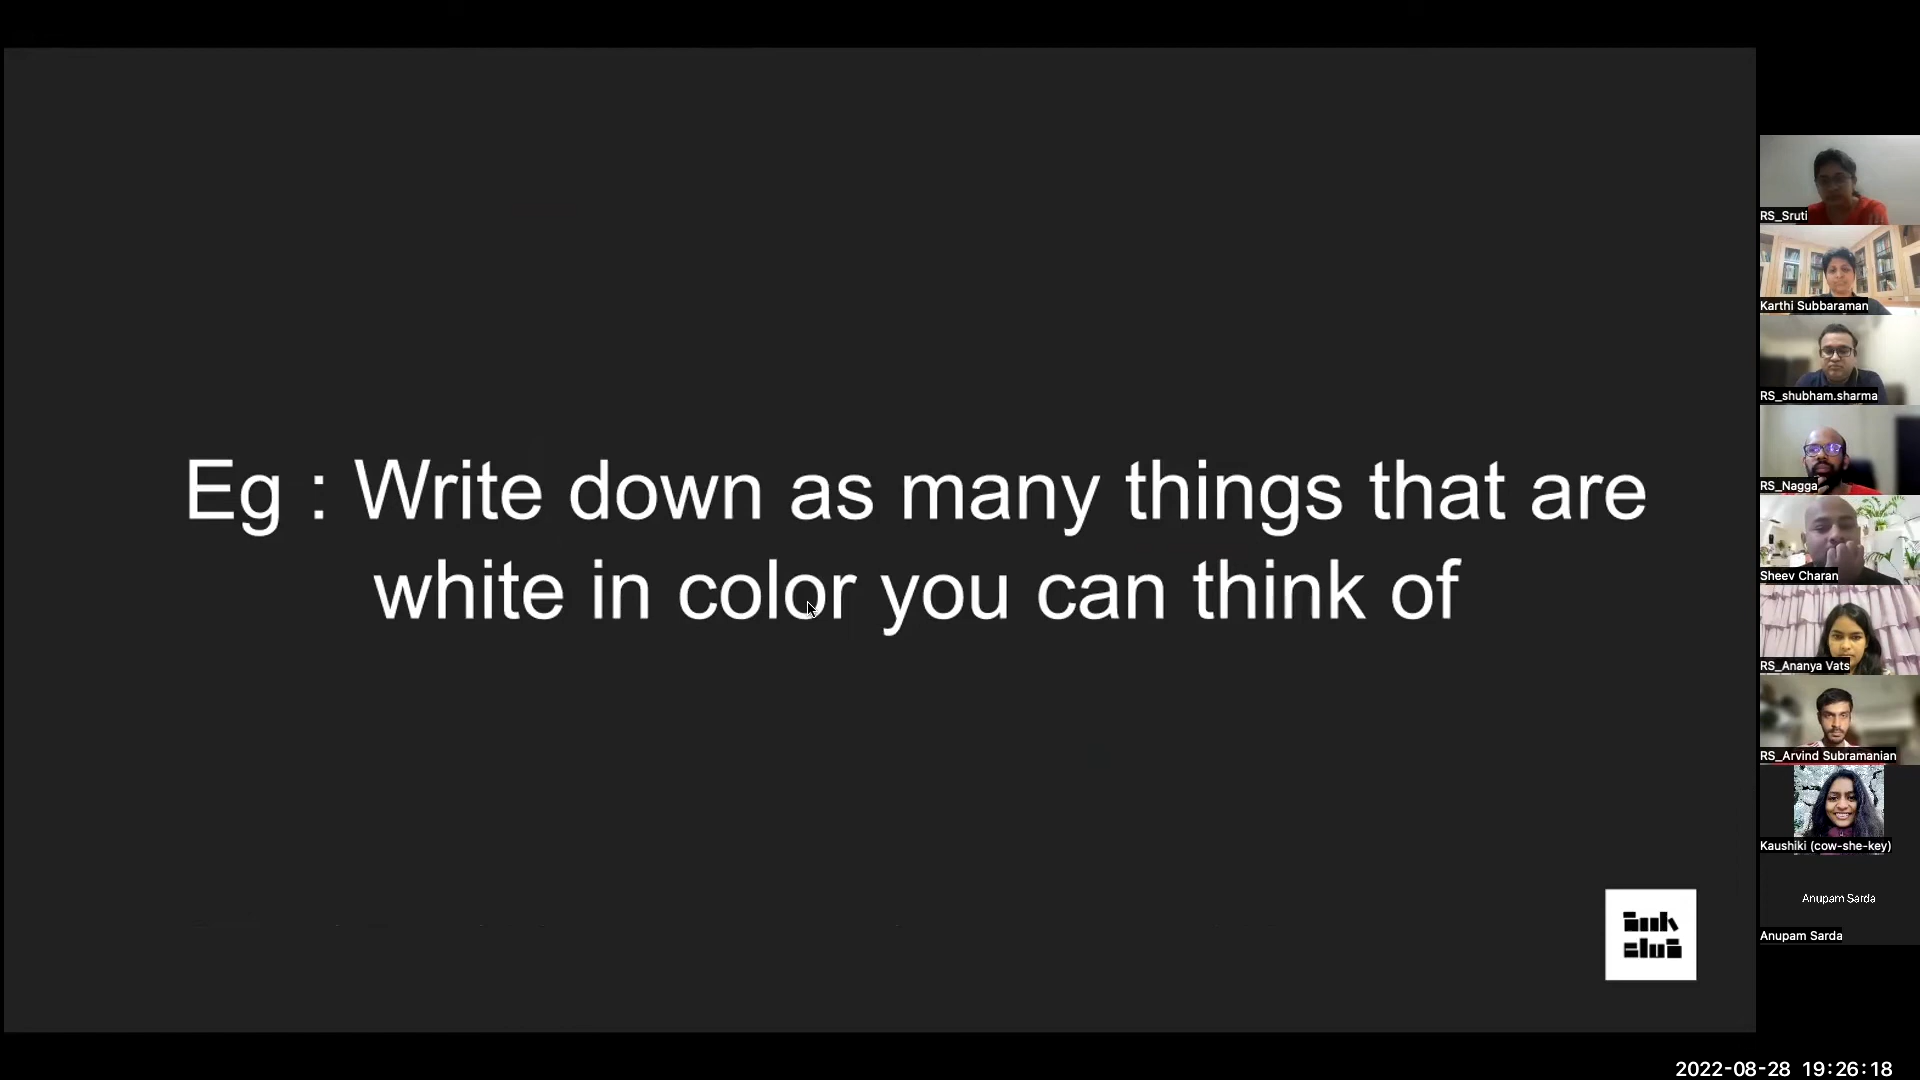 Eg : Write down as many things that are
white in color you can think of
RS_Sruti
Karthi Subbaraman
RS_shubham.sharma
RS_Nagga
Sheev Charan
RS_Ananya Vats
RS_Arvind Subramanian
Kaushiki (cow-she-key)
Anupam Sarda
Anupam Sarda
2022-08-28 19:26:18